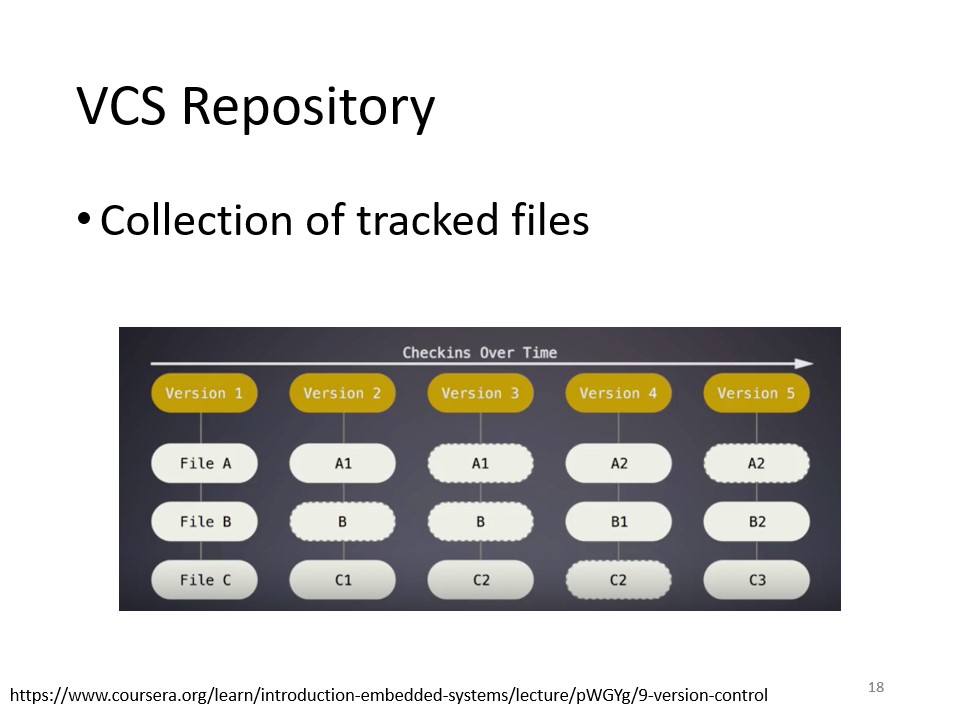 VCS Repository
• Collection of tracked files
Checkins Over Time
Version 1 Version 2 Version 3 Version 4 Version 5
File A A1 A1 A2 A2
File B B B B1 B2
File C C1 C2 C2 C3
https://www.coursera.org/learn/introduction-embedded-systems/lecture/pWGYg/9-version-control
18